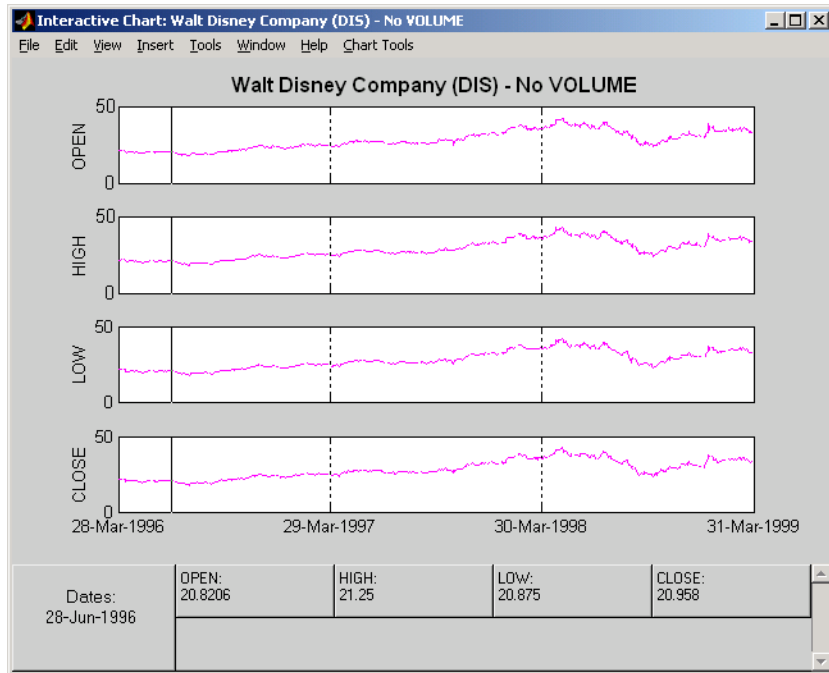 Interactive Chart: Walt Disney Company (DIS) - No VOLUME
File Edit View Insert Tools Window Help Chart Tools
Walt Disney Company (DIS) - No VOLUME
50
OPEN
0
50
HIGH
0
50
LOW
0
50
CLOSE
0
28-Mar-1996 29-Mar-1997 30-Mar-1998 31-Mar-1999
Dates:
28-Jun-1996
OPEN: HIGH: LOW: CLOSE:
20.8206 21.25 20.875 20.958